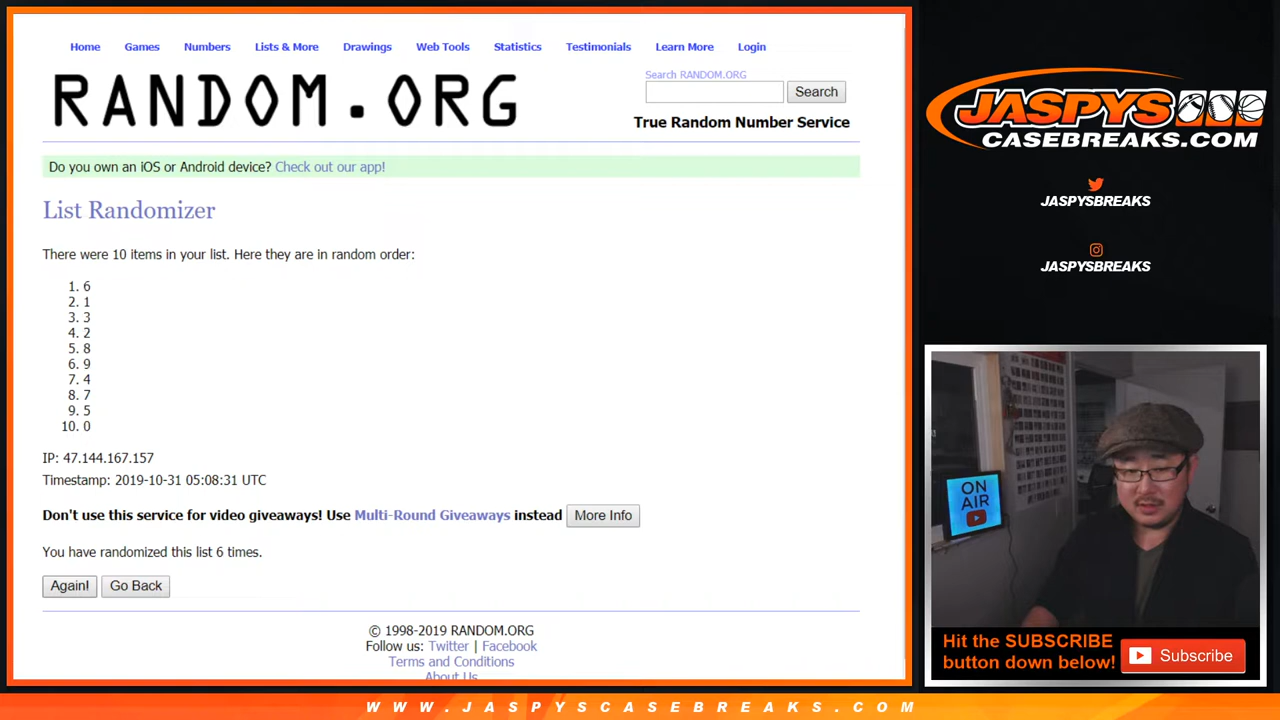 Home Games Numbers Lists & More Drawings Web Tools Statistics Testimonials Learn More Login
RANDOM.ORG
Search RANDOM.ORG
Search
True Random Number Service
Do you own an iOS or Android device? Check out our app!
List Randomizer
There were 10 items in your list. Here they are in random order:
1. 6
2. 1
3. 3
4. 2
5. 8
6. 9
7. 4
8. 7
9. 5
10. 0
IP: 47.144.167.157
Timestamp: 2019-10-31 05:08:31 UTC
Don't use this service for video giveaways! Use Multi-Round Giveaways instead More Info
You have randomized this list 6 times.
Again! Go Back
© 1998-2019 RANDOM.ORG
Follow us: Twitter | Facebook
Terms and Conditions
About Us
JASPYS
CASEBREAKS.COM
JASPYSBREAKS
JASPYSBREAKS
ON
AIR
Hit the SUBSCRIBE
button down below!
Subscribe
WWW.JASPYSCASEBREAKS.COM